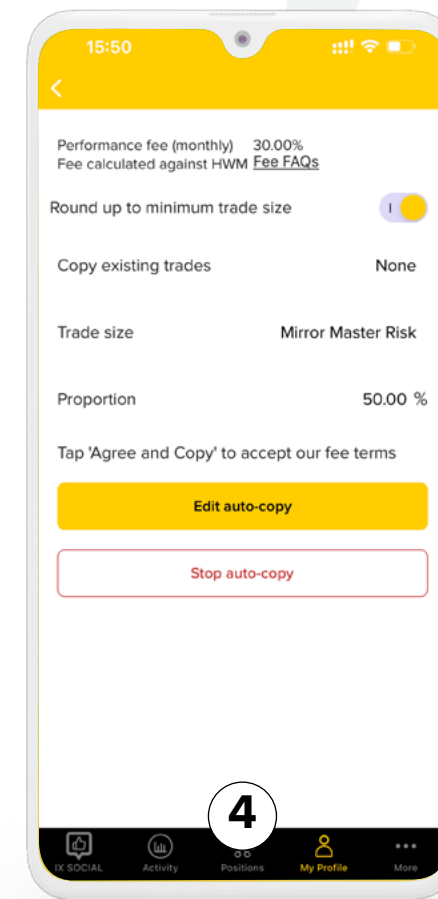 15:50
Performance fee (monthly) 30.00%
Fee calculated against HWM Fee FAQs
Round up to minimum trade size
Copy existing trades None
Trade size Mirror Master Risk
Proportion 50.00 %
Tap 'Agree and Copy' to accept our fee terms
Edit auto-copy
Stop auto-copy
4
IX SOCIAL Activity Positions My Profile More